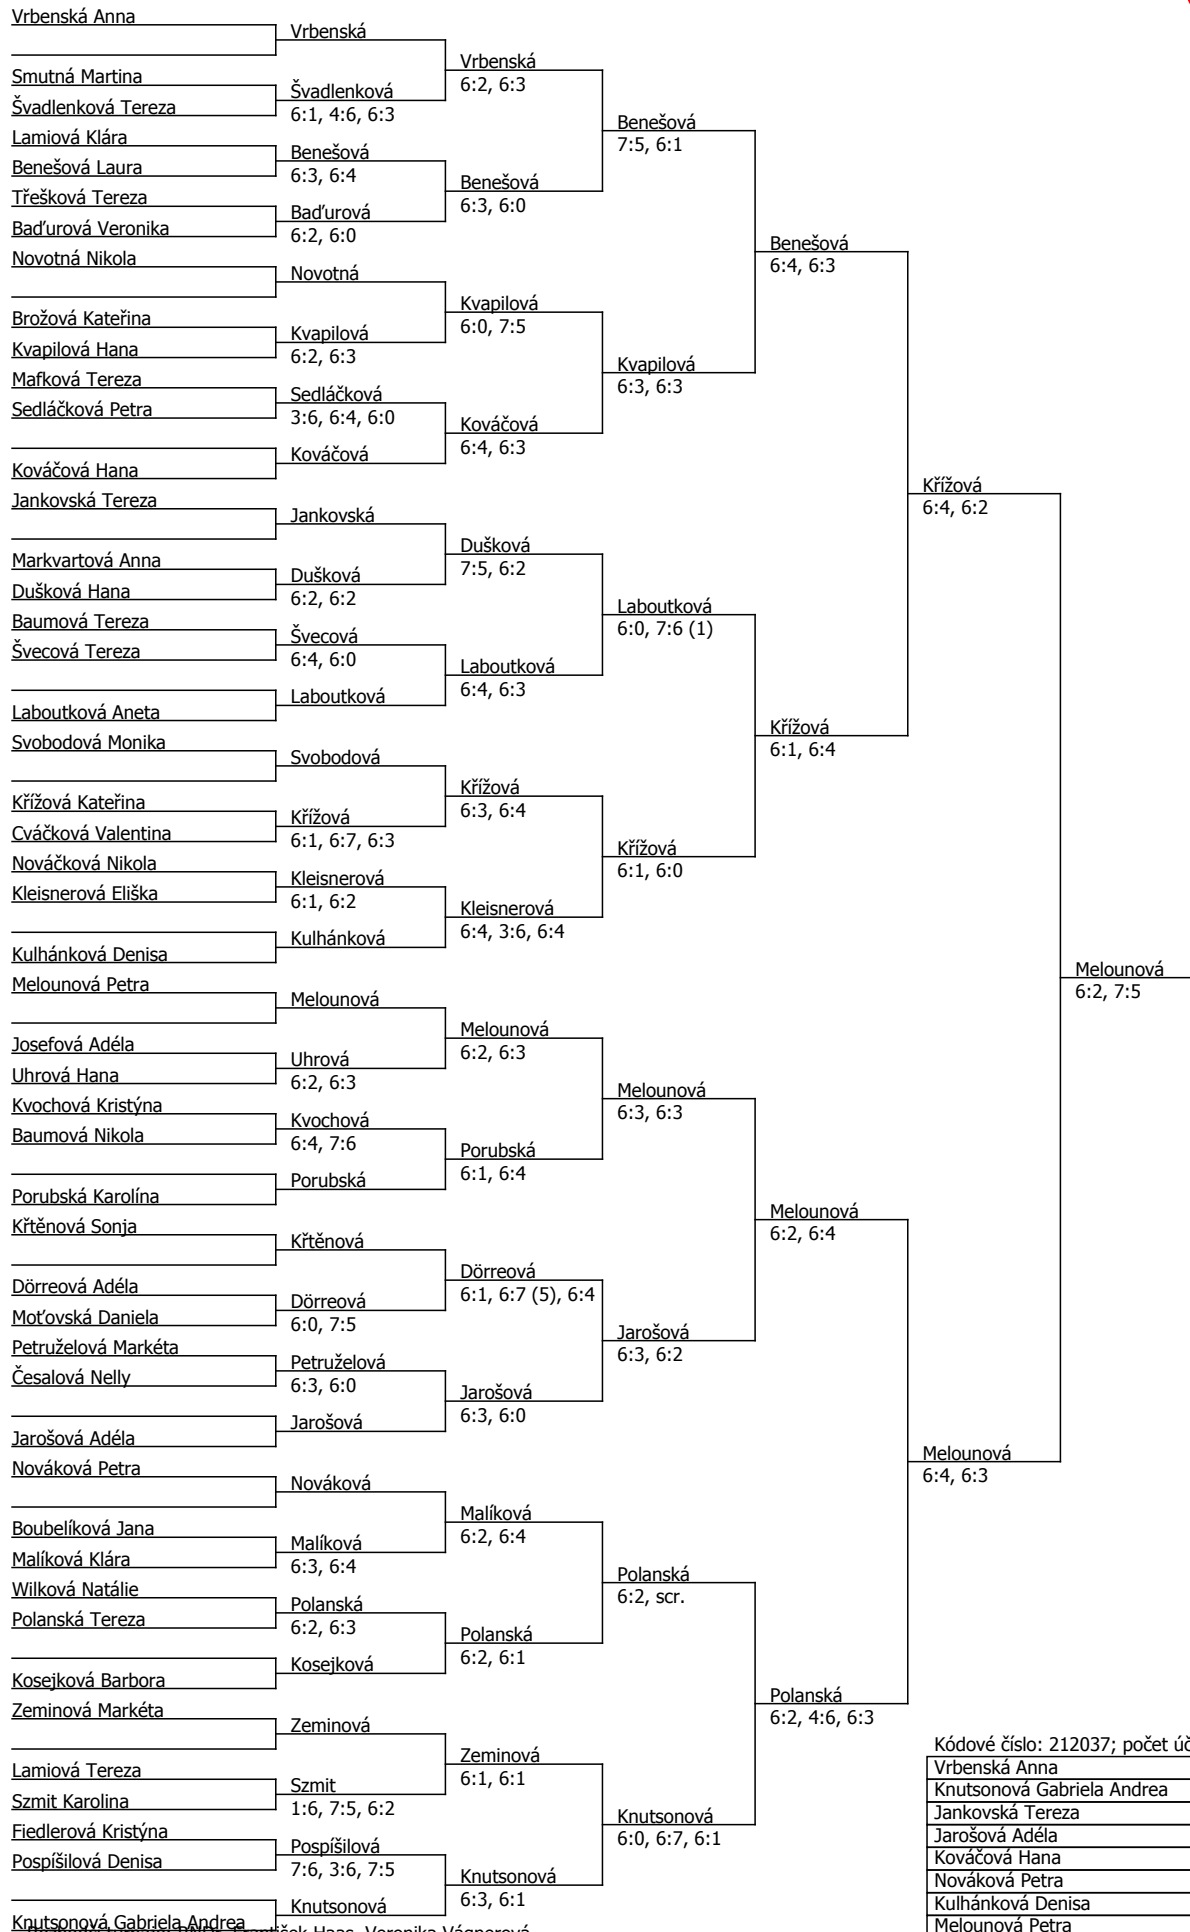 Vrbenská Anna
Smutná Martina
Švadlenková Tereza
Lamiová Klára
Benešová Laura
Třešková Tereza
Baďurová Veronika
Novotná Nikola
Brožová Kateřina
Kvapilová Hana
Mafková Tereza
Sedláčková Petra
Kováčová Hana
Jankovská Tereza
Markvartová Anna
Dušková Hana
Baumová Tereza
Švecová Tereza
Laboutková Aneta
Svobodová Monika
Křížová Kateřina
Cváčková Valentina
Nováčková Nikola
Kleisnerová Eliška
Kulhánková Denisa
Melounová Petra
Josefová Adéla
Uhrová Hana
Kvochová Kristýna
Baumová Nikola
Porubská Karolína
Křtěnová Sonja
Dörreová Adéla
Moťovská Daniela
Petruželová Markéta
Česalová Nelly
Jarošová Adéla
Nováková Petra
Boubelíková Jana
Malíková Klára
Wilková Natálie
Polanská Tereza
Kosejková Barbora
Zeminová Markéta
Lamiová Tereza
Szmit Karolina
Fiedlerová Kristýna
Pospíšilová Denisa
Knutsonová Gabriela Andrea
Vrbenská
Švadlenková
6:1, 4:6, 6:3
Benešová
6:3, 6:4
Baďurová
6:2, 6:0
Novotná
Kvapilová
6:2, 6:3
Sedláčková
3:6, 6:4, 6:0
Kováčová
Jankovská
Dušková
6:2, 6:2
Švecová
6:4, 6:0
Laboutková
Svobodová
Křížová
6:1, 6:7, 6:3
Kleisnerová
6:1, 6:2
Kulhánková
Melounová
Uhrová
6:2, 6:3
Kvochová
6:4, 7:6
Porubská
Křtěnová
Dörreová
6:0, 7:5
Petruželová
6:3, 6:0
Jarošová
Nováková
Malíková
6:3, 6:4
Polanská
6:2, 6:3
Kosejková
Zeminová
Szmit
1:6, 7:5, 6:2
Pospíšilová
7:6, 3:6, 7:5
Knutsonová
Vrbenská
6:2, 6:3
Benešová
6:3, 6:0
Kvapilová
6:0, 7:5
Kováčová
6:4, 6:3
Dušková
7:5, 6:2
Laboutková
6:4, 6:3
Křížová
6:3, 6:4
Kleisnerová
6:4, 3:6, 6:4
Melounová
6:2, 6:3
Porubská
6:1, 6:4
Dörreová
6:1, 6:7 (5), 6:4
Jarošová
6:3, 6:0
Malíková
6:2, 6:4
Polanská
6:2, 6:1
Zeminová
6:1, 6:1
Knutsonová
6:3, 6:1
Benešová
7:5, 6:1
Kvapilová
6:3, 6:3
Laboutková
6:0, 7:6 (1)
Křížová
6:1, 6:0
Melounová
6:3, 6:3
Jarošová
6:3, 6:2
Polanská
6:2, scr.
Knutsonová
6:0, 6:7, 6:1
Benešová
6:4, 6:3
Křížová
6:1, 6:4
Melounová
6:2, 6:4
Polanská
6:2, 4:6, 6:3
Křížová
6:4, 6:2
Melounová
6:4, 6:3
Melounová
6:2, 7:5
Kódové číslo: 212037; počet úč
Vrbenská Anna
Knutsonová Gabriela Andrea
Jankovská Tereza
Jarošová Adéla
Kováčová Hana
Nováková Petra
Kulhánková Denisa
Melounová Petra
František Haas, Veronika Vágnerová